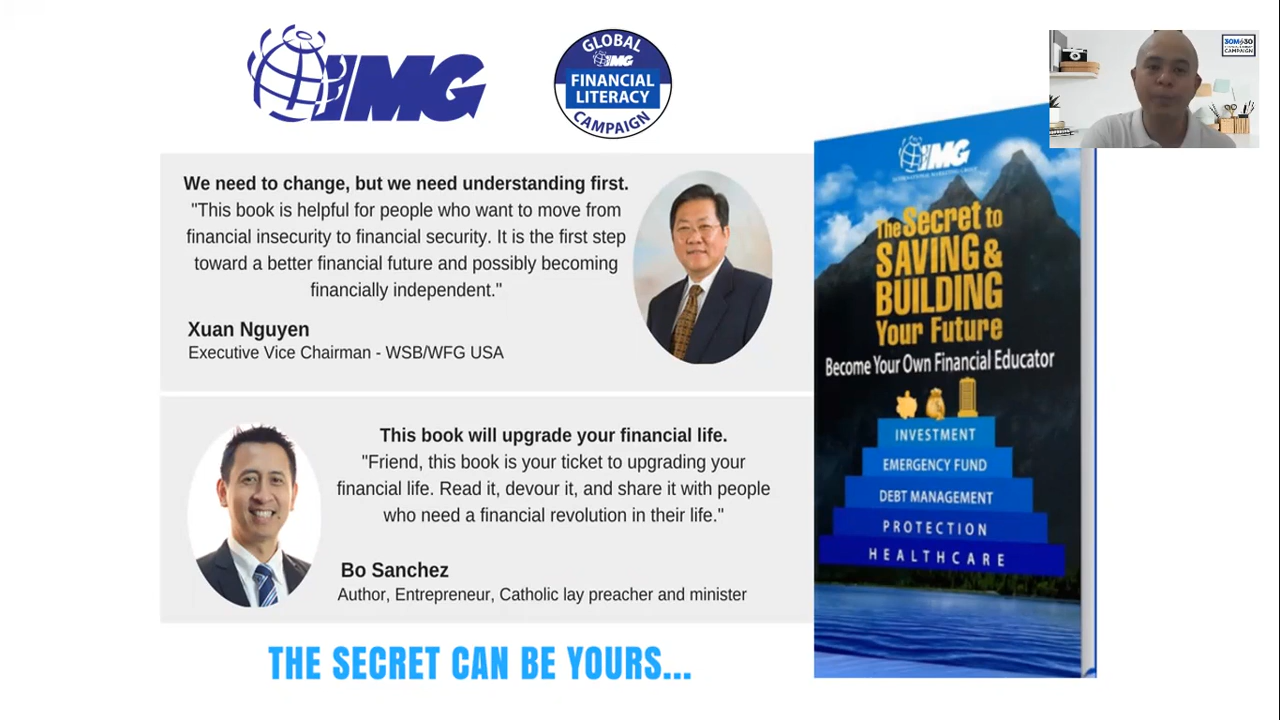 IMG
GLOBAL
IMG
FINANCIAL
LITERACY
CAMPAIGN
30M 30
CAMPAIGN
We need to change, but we need understanding first.
"This book is helpful for people who want to move from
financial insecurity to financial security. It is the first step
toward a better financial future and possibly becoming
financially independent."
Xuan Nguyen
Executive Vice Chairman - WSB/WFG USA
This book will upgrade your financial life.
"Friend, this book is your ticket to upgrading your
financial life. Read it, devour it, and share it with people
who need a financial revolution in their life."
Bo Sanchez
Author, Entrepreneur, Catholic lay preacher and minister
THE SECRET CAN BE YOURS...
IMG
INTERNATIONAL MARKETING GROUP
The Secret to
SAVING &
BUILDING
Your Future
Become Your Own Financial Educator
INVESTMENT
EMERGENCY FUND
DEBT MANAGEMENT
PROTECTION
HEALTHCARE